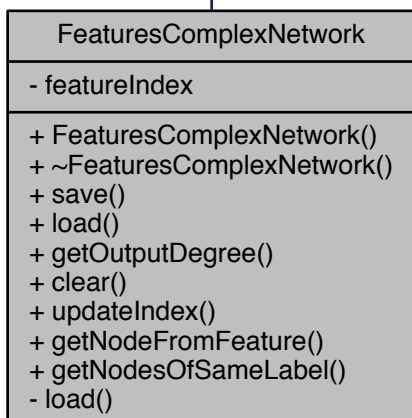 FeaturesComplexNetwork
- featureIndex
+ FeaturesComplexNetwork()
+ ~FeaturesComplexNetwork()
+ save()
+ load()
+ getOutputDegree()
+ clear()
+ updateIndex()
+ getNodeFromFeature()
+ getNodesOfSameLabel()
- load()